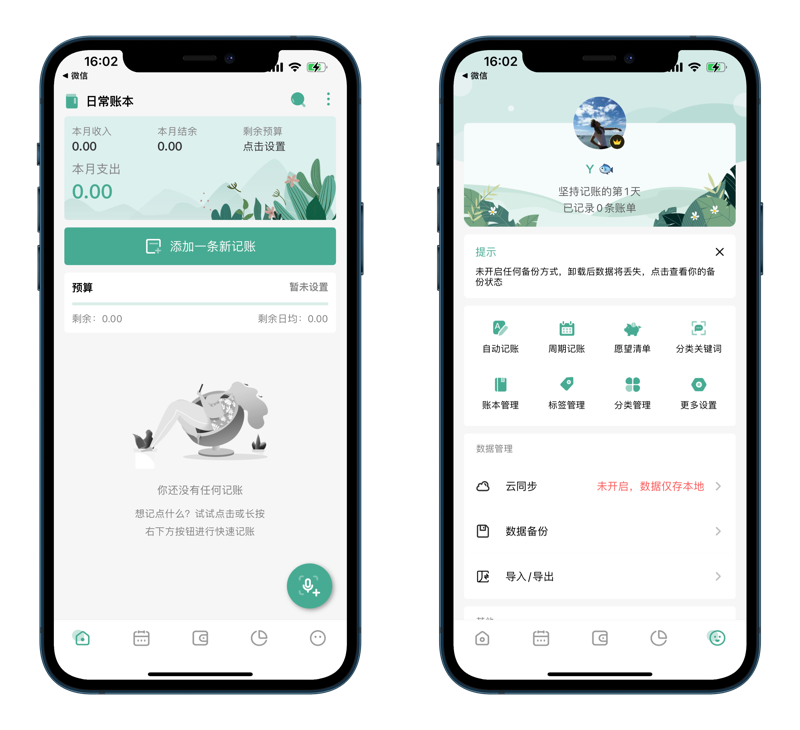 16:02
◀ 微信
日常账本
本月收入 本月结余 剩余预算
0.00 0.00 点击设置
本月支出
0.00
添加一条新记账
预算 暂未设置
剩余：0.00 剩余日均：0.00
你还没有任何记账
想记点什么？试试点击或长按
右下方按钮进行快速记账
16:02
◀ 微信
Y
坚持记账的第1天
已记录0条账单
提示
未开启任何备份方式，卸载后数据将丢失，点击查看你的备
份状态
自动记账 周期记账 愿望清单 分类关键词
账本管理 标签管理 分类管理 更多设置
数据管理
云同步 未开启，数据仅存本地
数据备份
导入/导出